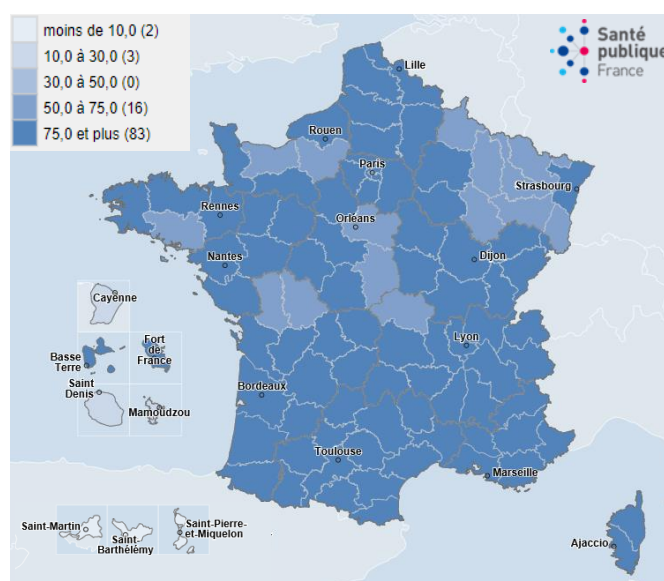 moins de 10,0 (2)
10,0 à 30,0 (3)
30,0 à 50,0 (0)
50,0 à 75,0 (16)
75,0 et plus (83)
Santé
publique
France
Lille
Rouen
Paris
Strasbourg
Rennes
Orléans
Nantes
Dijon
Cayenne
Lyon
Basse
Terre
Fort
de
France
Saint
Denis
Mamoudzou
Bordeaux
Toulouse
Marseille
Saint-Martin
Saint-
Barthélémy
Saint-Pierre-
et-Miquelon
Ajaccio